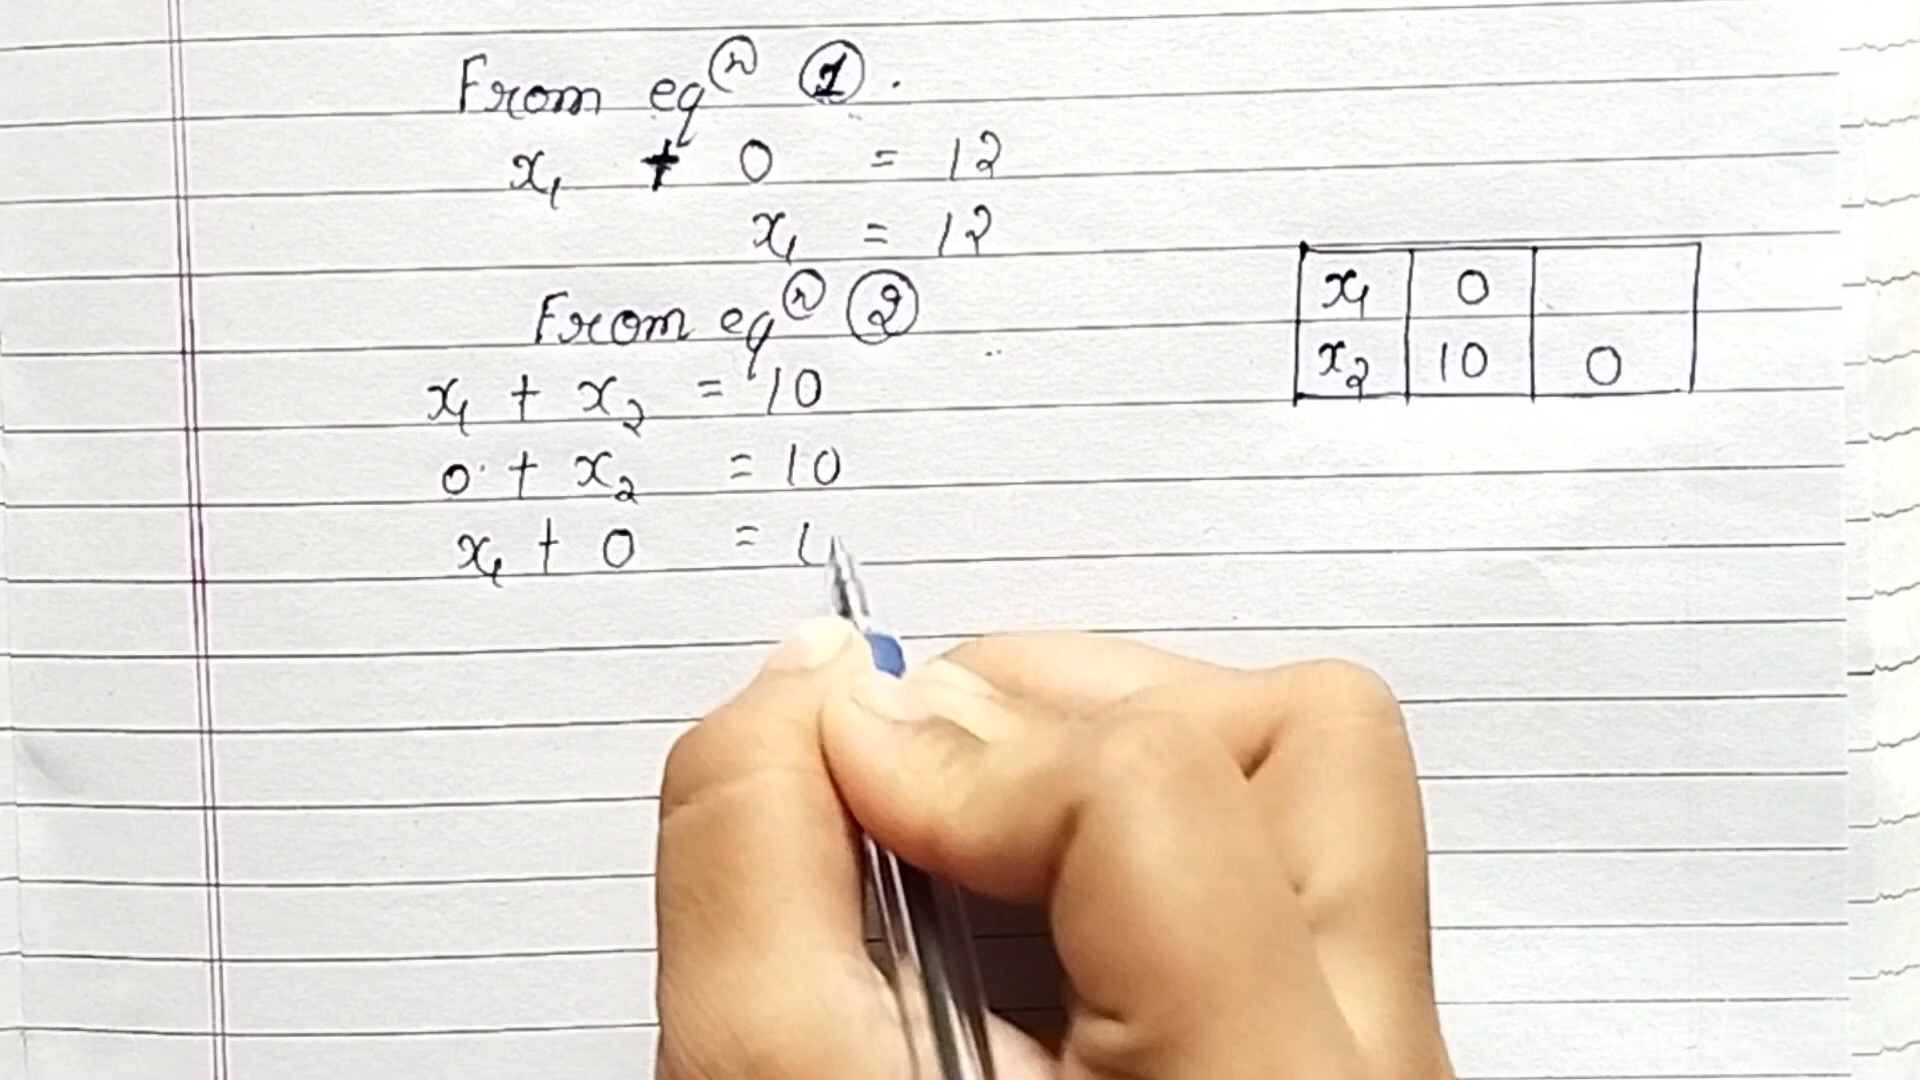 From eqⁿ ①.
x₁ + 0 = 12
x₁ = 12
From eqⁿ ②
x₁ + x₂ = 10
0 + x₂ = 10
x₁ + 0 = 1
x₁ 0
x₂ 10 0